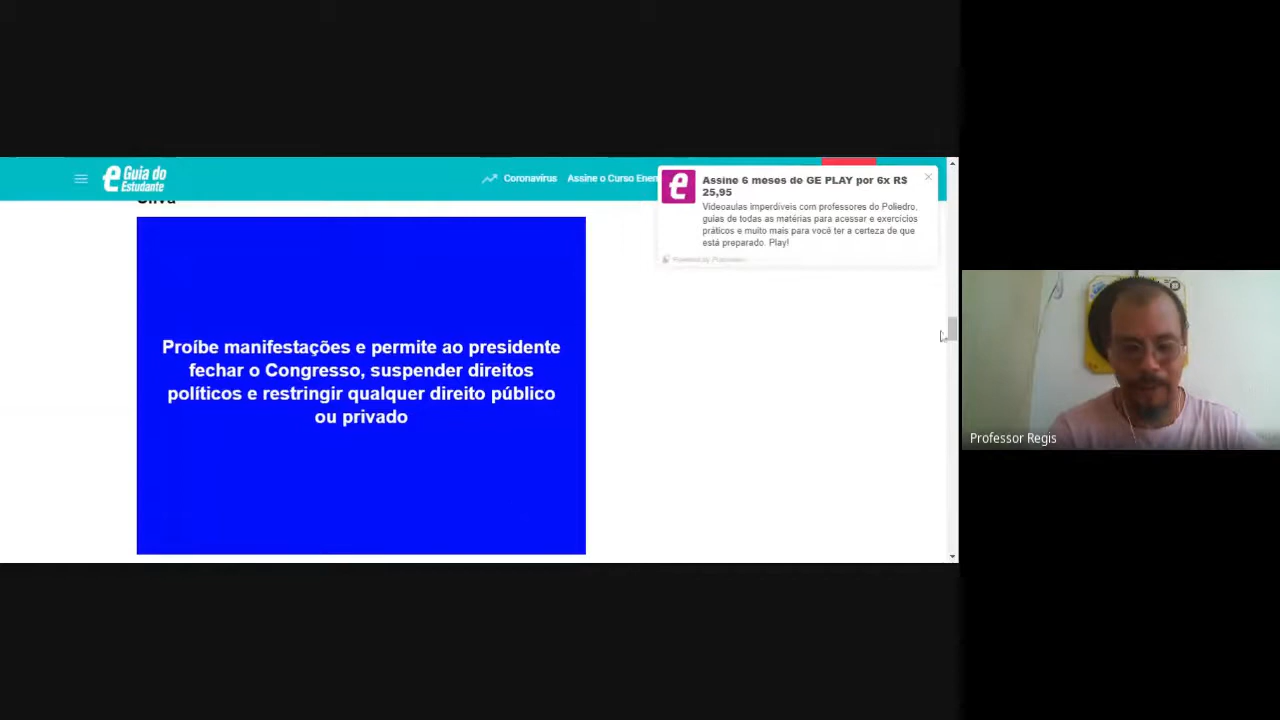 Guia do
Estudante
Coronavírus
Assine o Curso Enem
Assine 6 meses de GE PLAY por 6x R$
25,95
Videoaulas imperdíveis com professores do Poliedro,
guias de todas as matérias para acessar e exercícios
práticos e muito mais para você ter a certeza de que
está preparado. Play!
Powered by
Silva
Proíbe manifestações e permite ao presidente
fechar o Congresso, suspender direitos
políticos e restringir qualquer direito público
ou privado
Professor Regis